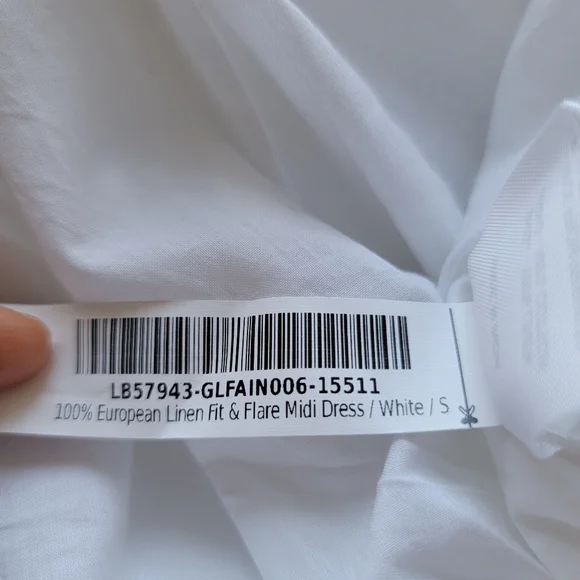 LB57943-GLFAIN006-15511
100% European Linen Fit & Flare Midi Dress / White / S